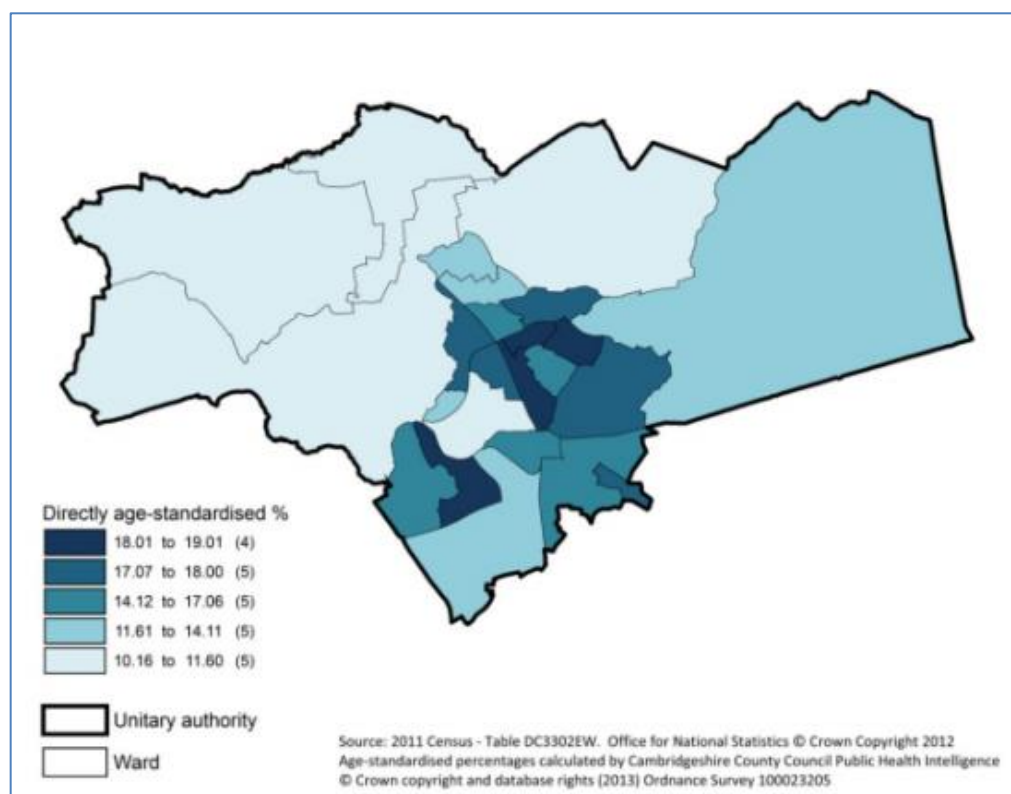 Directly age-standardised %
18.01 to 19.01 (4)
17.07 to 18.00 (5)
14.12 to 17.06 (5)
11.61 to 14.11 (5)
10.16 to 11.60 (5)
Unitary authority
Ward
Source: 2011 Census - Table DC3302EW. Office for National Statistics © Crown Copyright 2012
Age-standardised percentages calculated by Cambridgeshire County Council Public Health Intelligence
© Crown copyright and database rights (2013) Ordnance Survey 100023205